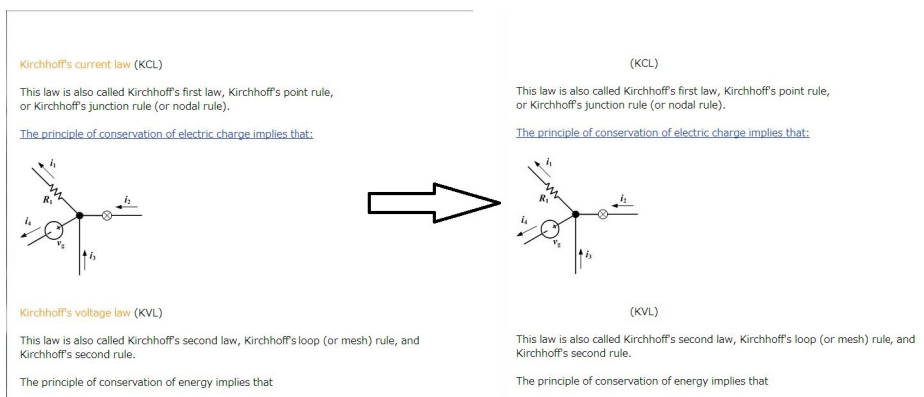 Kirchhoff's current law (KCL)
This law is also called Kirchhoff's first law, Kirchhoff's point rule,
or Kirchhoff's junction rule (or nodal rule).
The principle of conservation of electric charge implies that:
i₁
R₁
i₂
i₄
v_g
i₃
Kirchhoff's voltage law (KVL)
This law is also called Kirchhoff's second law, Kirchhoff's loop (or mesh) rule, and
Kirchhoff's second rule.
The principle of conservation of energy implies that
(KCL)
This law is also called Kirchhoff's first law, Kirchhoff's point rule,
or Kirchhoff's junction rule (or nodal rule).
The principle of conservation of electric charge implies that:
i₁
R₁
i₂
i₄
v_g
i₃
(KVL)
This law is also called Kirchhoff's second law, Kirchhoff's loop (or mesh) rule, and
Kirchhoff's second rule.
The principle of conservation of energy implies that